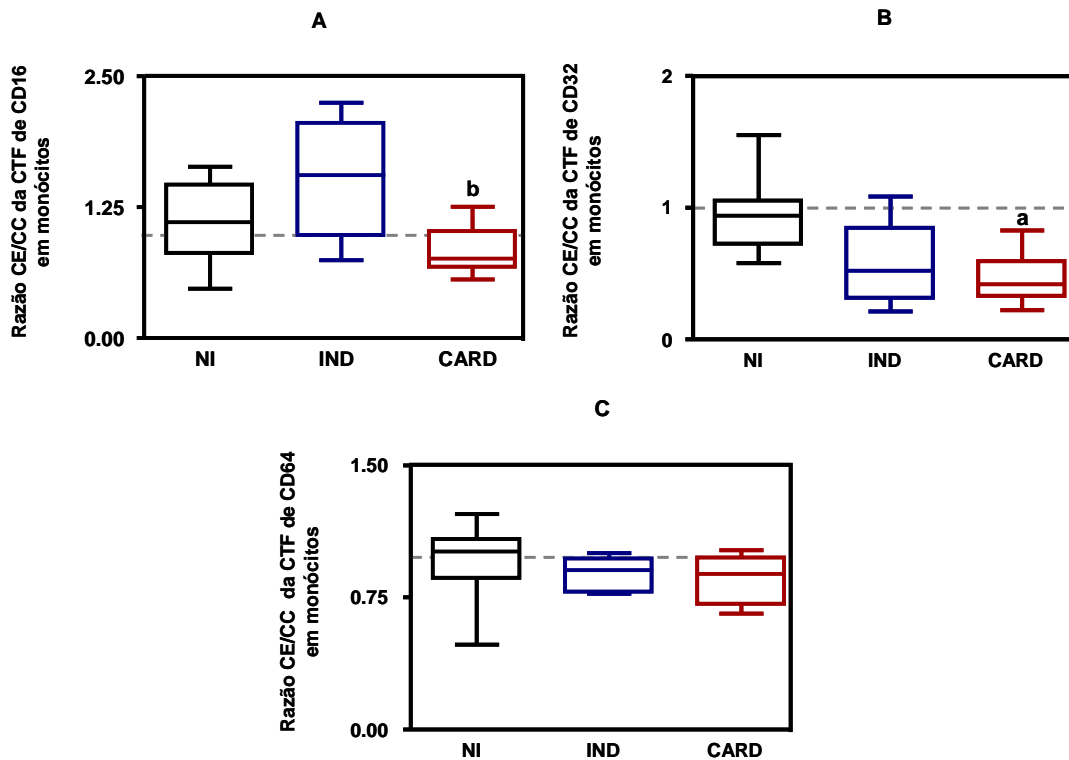 A
Razão CE/CC da CTF de CD16
em monócitos
2.50
1.25
0.00
b
NI IND CARD
B
Razão CE/CC da CTF de CD32
em monócitos
2
1
0
a
NI IND CARD
C
Razão CE/CC da CTF de CD64
em monócitos
1.50
0.75
0.00
NI IND CARD